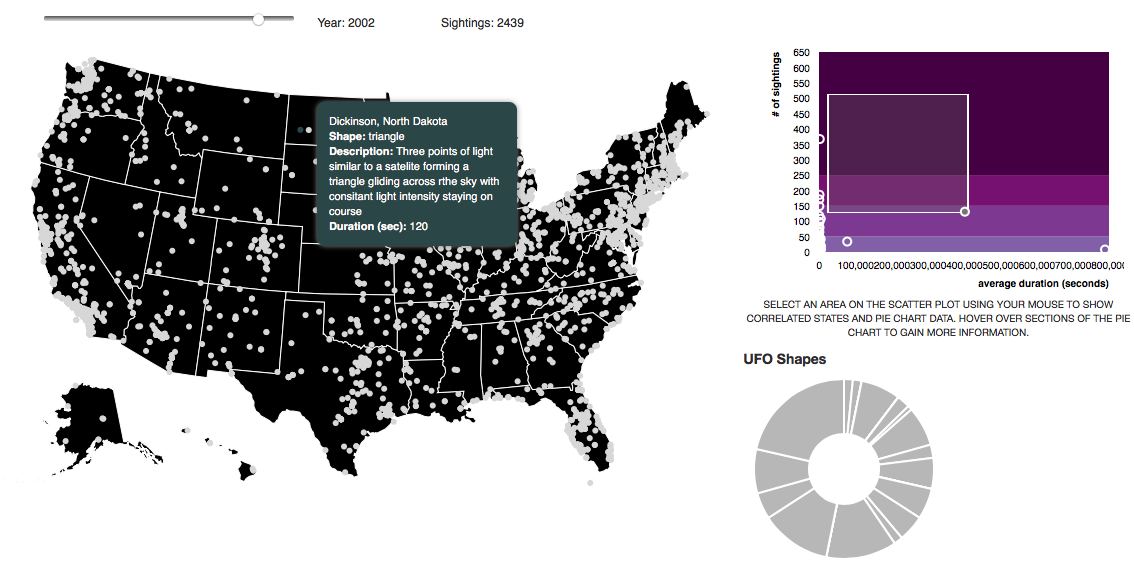 Year: 2002
Sightings: 2439
Dickinson, North Dakota
Shape: triangle
Description: Three points of light
similar to a satelite forming a
triangle gliding across rthe sky with
consitant light intensity staying on
course
Duration (sec): 120
# of sightings
650
600
550
500
450
400
350
300
250
200
150
100
50
0
0 100,000200,000300,000400,000500,000600,000700,000800,000
average duration (seconds)
SELECT AN AREA ON THE SCATTER PLOT USING YOUR MOUSE TO SHOW
CORRELATED STATES AND PIE CHART DATA. HOVER OVER SECTIONS OF THE PIE
CHART TO GAIN MORE INFORMATION.
UFO Shapes